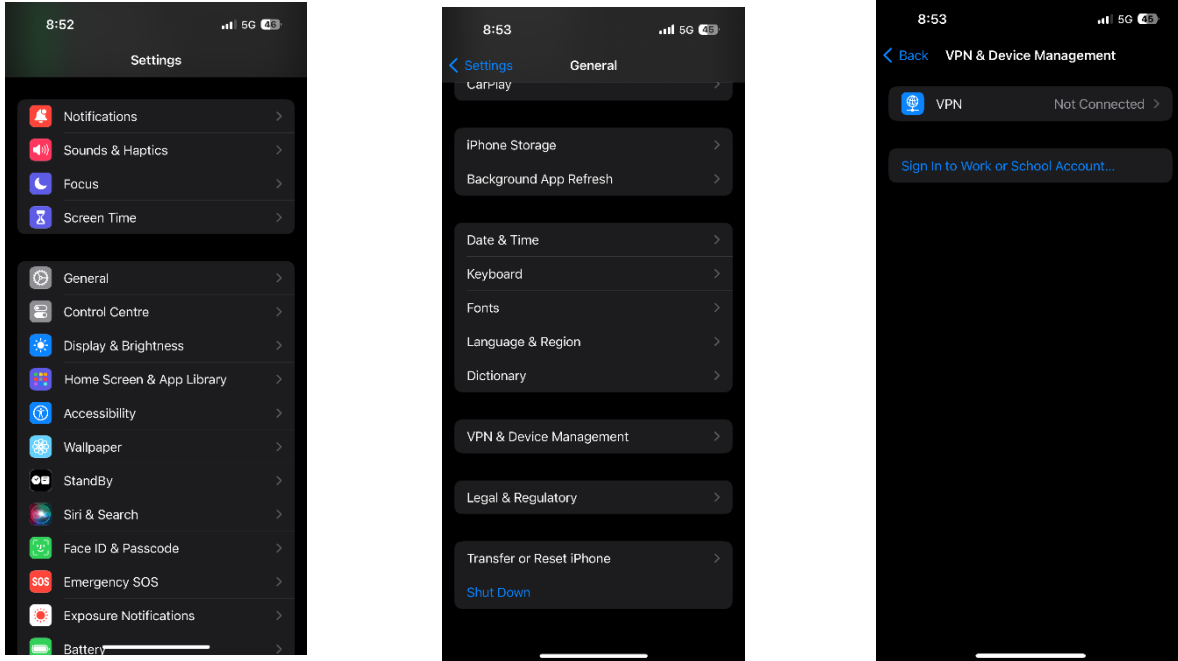 8:52
5G 46
Settings
Notifications
Sounds & Haptics
Focus
Screen Time
General
Control Centre
Display & Brightness
Home Screen & App Library
Accessibility
Wallpaper
StandBy
Siri & Search
Face ID & Passcode
SOS Emergency SOS
Exposure Notifications
Battery
8:53
5G 45
Settings
General
CarPlay
iPhone Storage
Background App Refresh
Date & Time
Keyboard
Fonts
Language & Region
Dictionary
VPN & Device Management
Legal & Regulatory
Transfer or Reset iPhone
Shut Down
8:53
5G 45
Back
VPN & Device Management
VPN Not Connected
Sign In to Work or School Account...